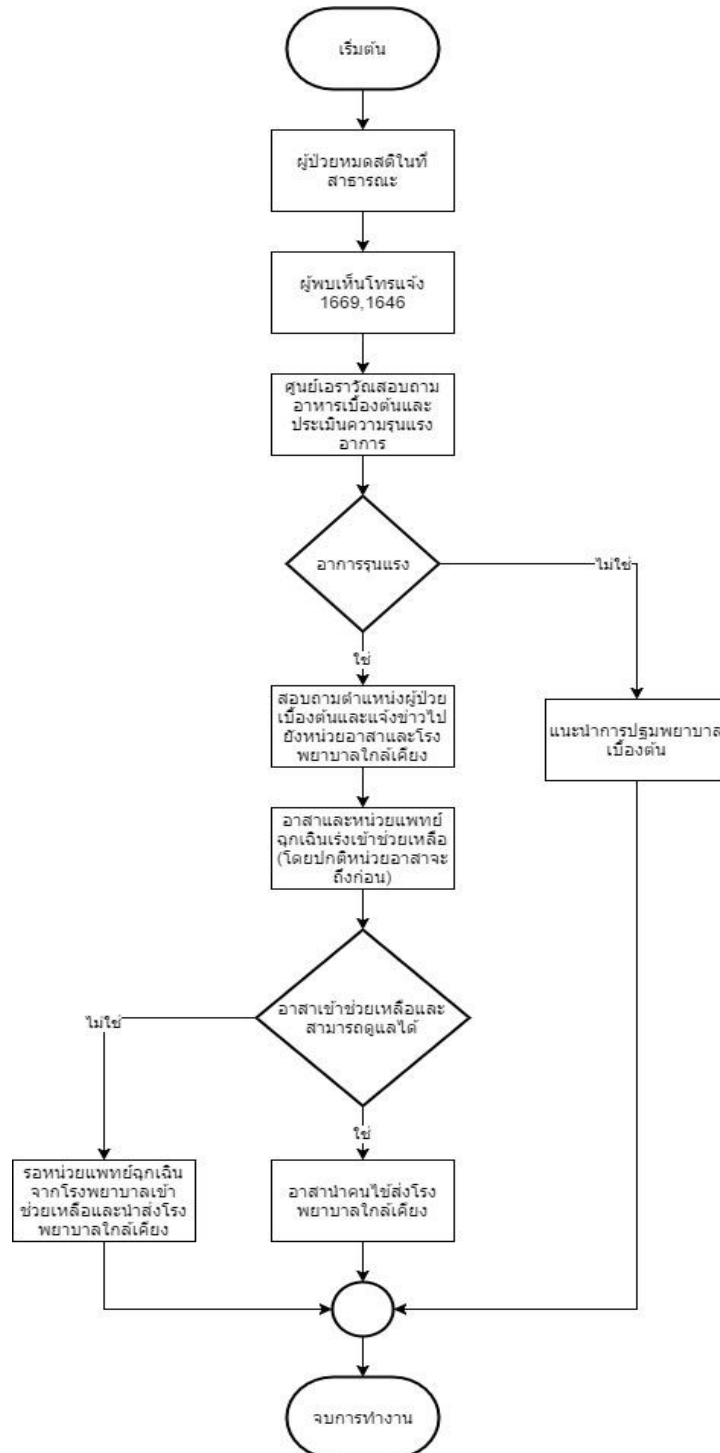 เริ่มต้น
ผู้ป่วยหมดสติในที่
สาธารณะ
ผู้พบเห็นโทรแจ้ง
1669,1646
ศูนย์เอราวัณสอบถาม
อาหารเบื้องต้นและ
ประเมินความรุนแรง
อาการ
อาการรุนแรง
ไม่ใช่
ใช่
สอบถามตำแหน่งผู้ป่วย
เบื้องต้นและแจ้งข่าวไป
ยังหน่วยอาสาและโรง
พยาบาลใกล้เคียง
แนะนำการปฐมพยาบาล
เบื้องต้น
อาสาและหน่วยแพทย์
ฉุกเฉินเร่งเข้าช่วยเหลือ
(โดยปกติหน่วยอาสาจะ
ถึงก่อน)
อาสาเข้าช่วยเหลือและ
สามารถดูแลได้
ไม่ใช่
ใช่
รอหน่วยแพทย์ฉุกเฉิน
จากโรงพยาบาลเข้า
ช่วยเหลือและนำส่งโรง
พยาบาลใกล้เคียง
อาสานำคนไข้ส่งโรง
พยาบาลใกล้เคียง
จบการทำงาน